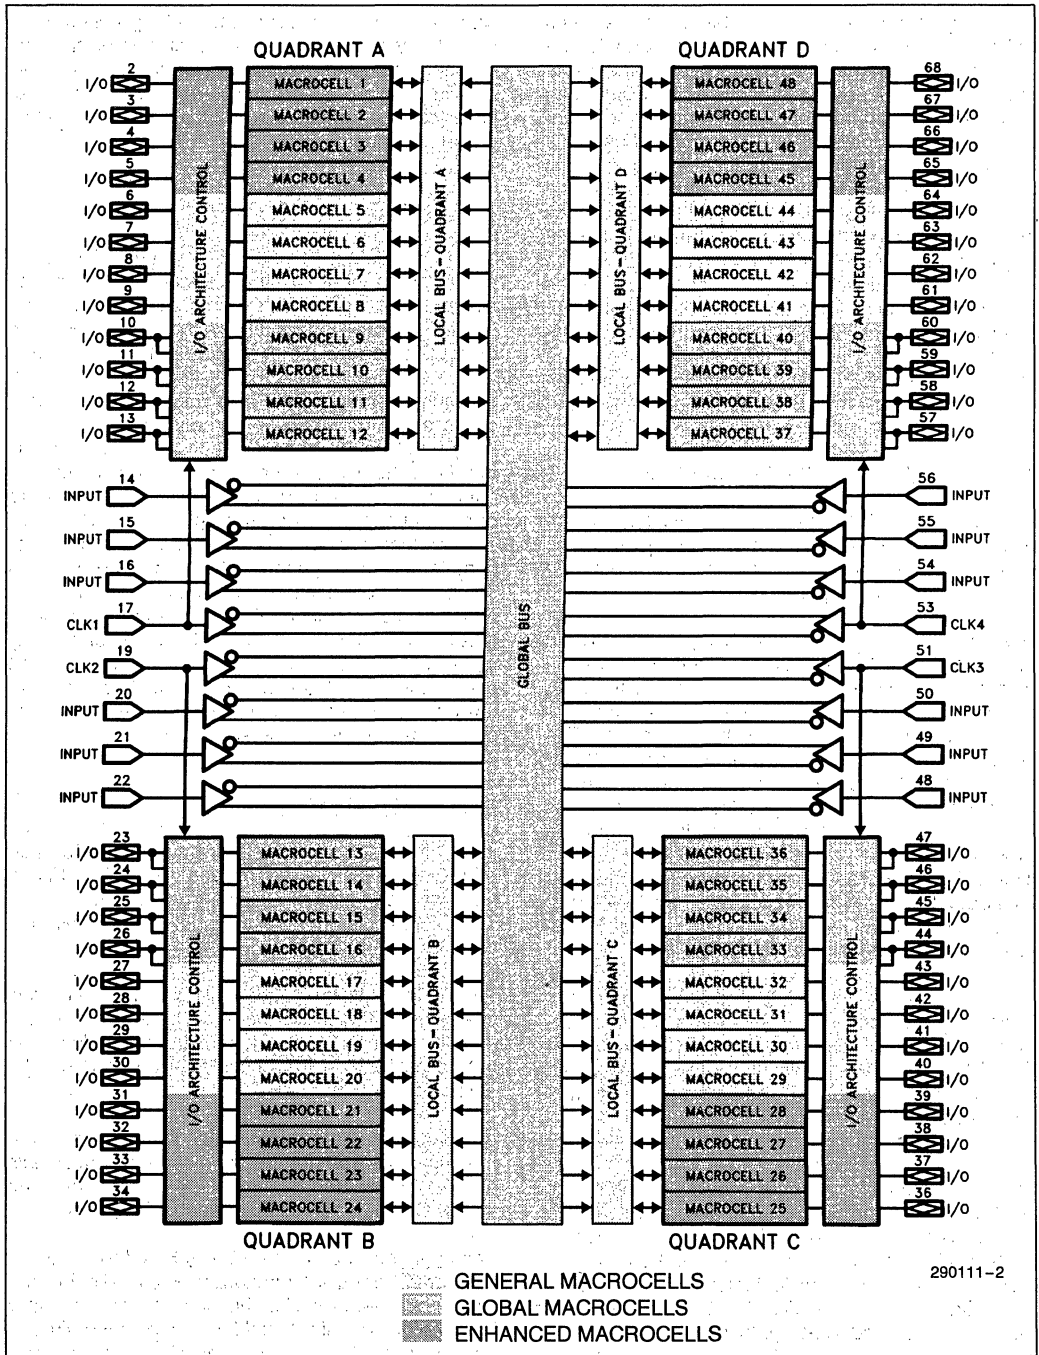 QUADRANT A
QUADRANT D
2
I/O
MACROCELL 1
MACROCELL 48
68
I/O
3
I/O
MACROCELL 2
MACROCELL 47
67
I/O
4
I/O
MACROCELL 3
MACROCELL 46
66
I/O
5
I/O
MACROCELL 4
MACROCELL 45
65
I/O
6
I/O
MACROCELL 5
MACROCELL 44
64
I/O
7
I/O
MACROCELL 6
MACROCELL 43
63
I/O
8
I/O
MACROCELL 7
MACROCELL 42
62
I/O
9
I/O
MACROCELL 8
MACROCELL 41
61
I/O
10
I/O
MACROCELL 9
MACROCELL 40
60
I/O
11
I/O
MACROCELL 10
MACROCELL 39
59
I/O
12
I/O
MACROCELL 11
MACROCELL 38
58
I/O
13
I/O
MACROCELL 12
MACROCELL 37
57
I/O
I/O ARCHITECTURE CONTROL
LOCAL BUS-QUADRANT A
LOCAL BUS-QUADRANT D
I/O ARCHITECTURE CONTROL
14
INPUT
56
INPUT
15
INPUT
55
INPUT
16
INPUT
54
INPUT
17
CLK1
53
CLK4
GLOBAL BUS
19
CLK2
51
CLK3
20
INPUT
50
INPUT
21
INPUT
49
INPUT
22
INPUT
48
INPUT
23
I/O
MACROCELL 13
MACROCELL 36
47
I/O
24
I/O
MACROCELL 14
MACROCELL 35
46
I/O
25
I/O
MACROCELL 15
MACROCELL 34
45
I/O
26
I/O
MACROCELL 16
MACROCELL 33
44
I/O
27
I/O
MACROCELL 17
MACROCELL 32
43
I/O
28
I/O
MACROCELL 18
MACROCELL 31
42
I/O
29
I/O
MACROCELL 19
MACROCELL 30
41
I/O
30
I/O
MACROCELL 20
MACROCELL 29
40
I/O
31
I/O
MACROCELL 21
MACROCELL 28
39
I/O
32
I/O
MACROCELL 22
MACROCELL 27
38
I/O
33
I/O
MACROCELL 23
MACROCELL 26
37
I/O
34
I/O
MACROCELL 24
MACROCELL 25
36
I/O
I/O ARCHITECTURE CONTROL
LOCAL BUS-QUADRANT B
LOCAL BUS-QUADRANT C
I/O ARCHITECTURE CONTROL
QUADRANT B
QUADRANT C
290111-2
GENERAL MACROCELLS
GLOBAL MACROCELLS
ENHANCED MACROCELLS